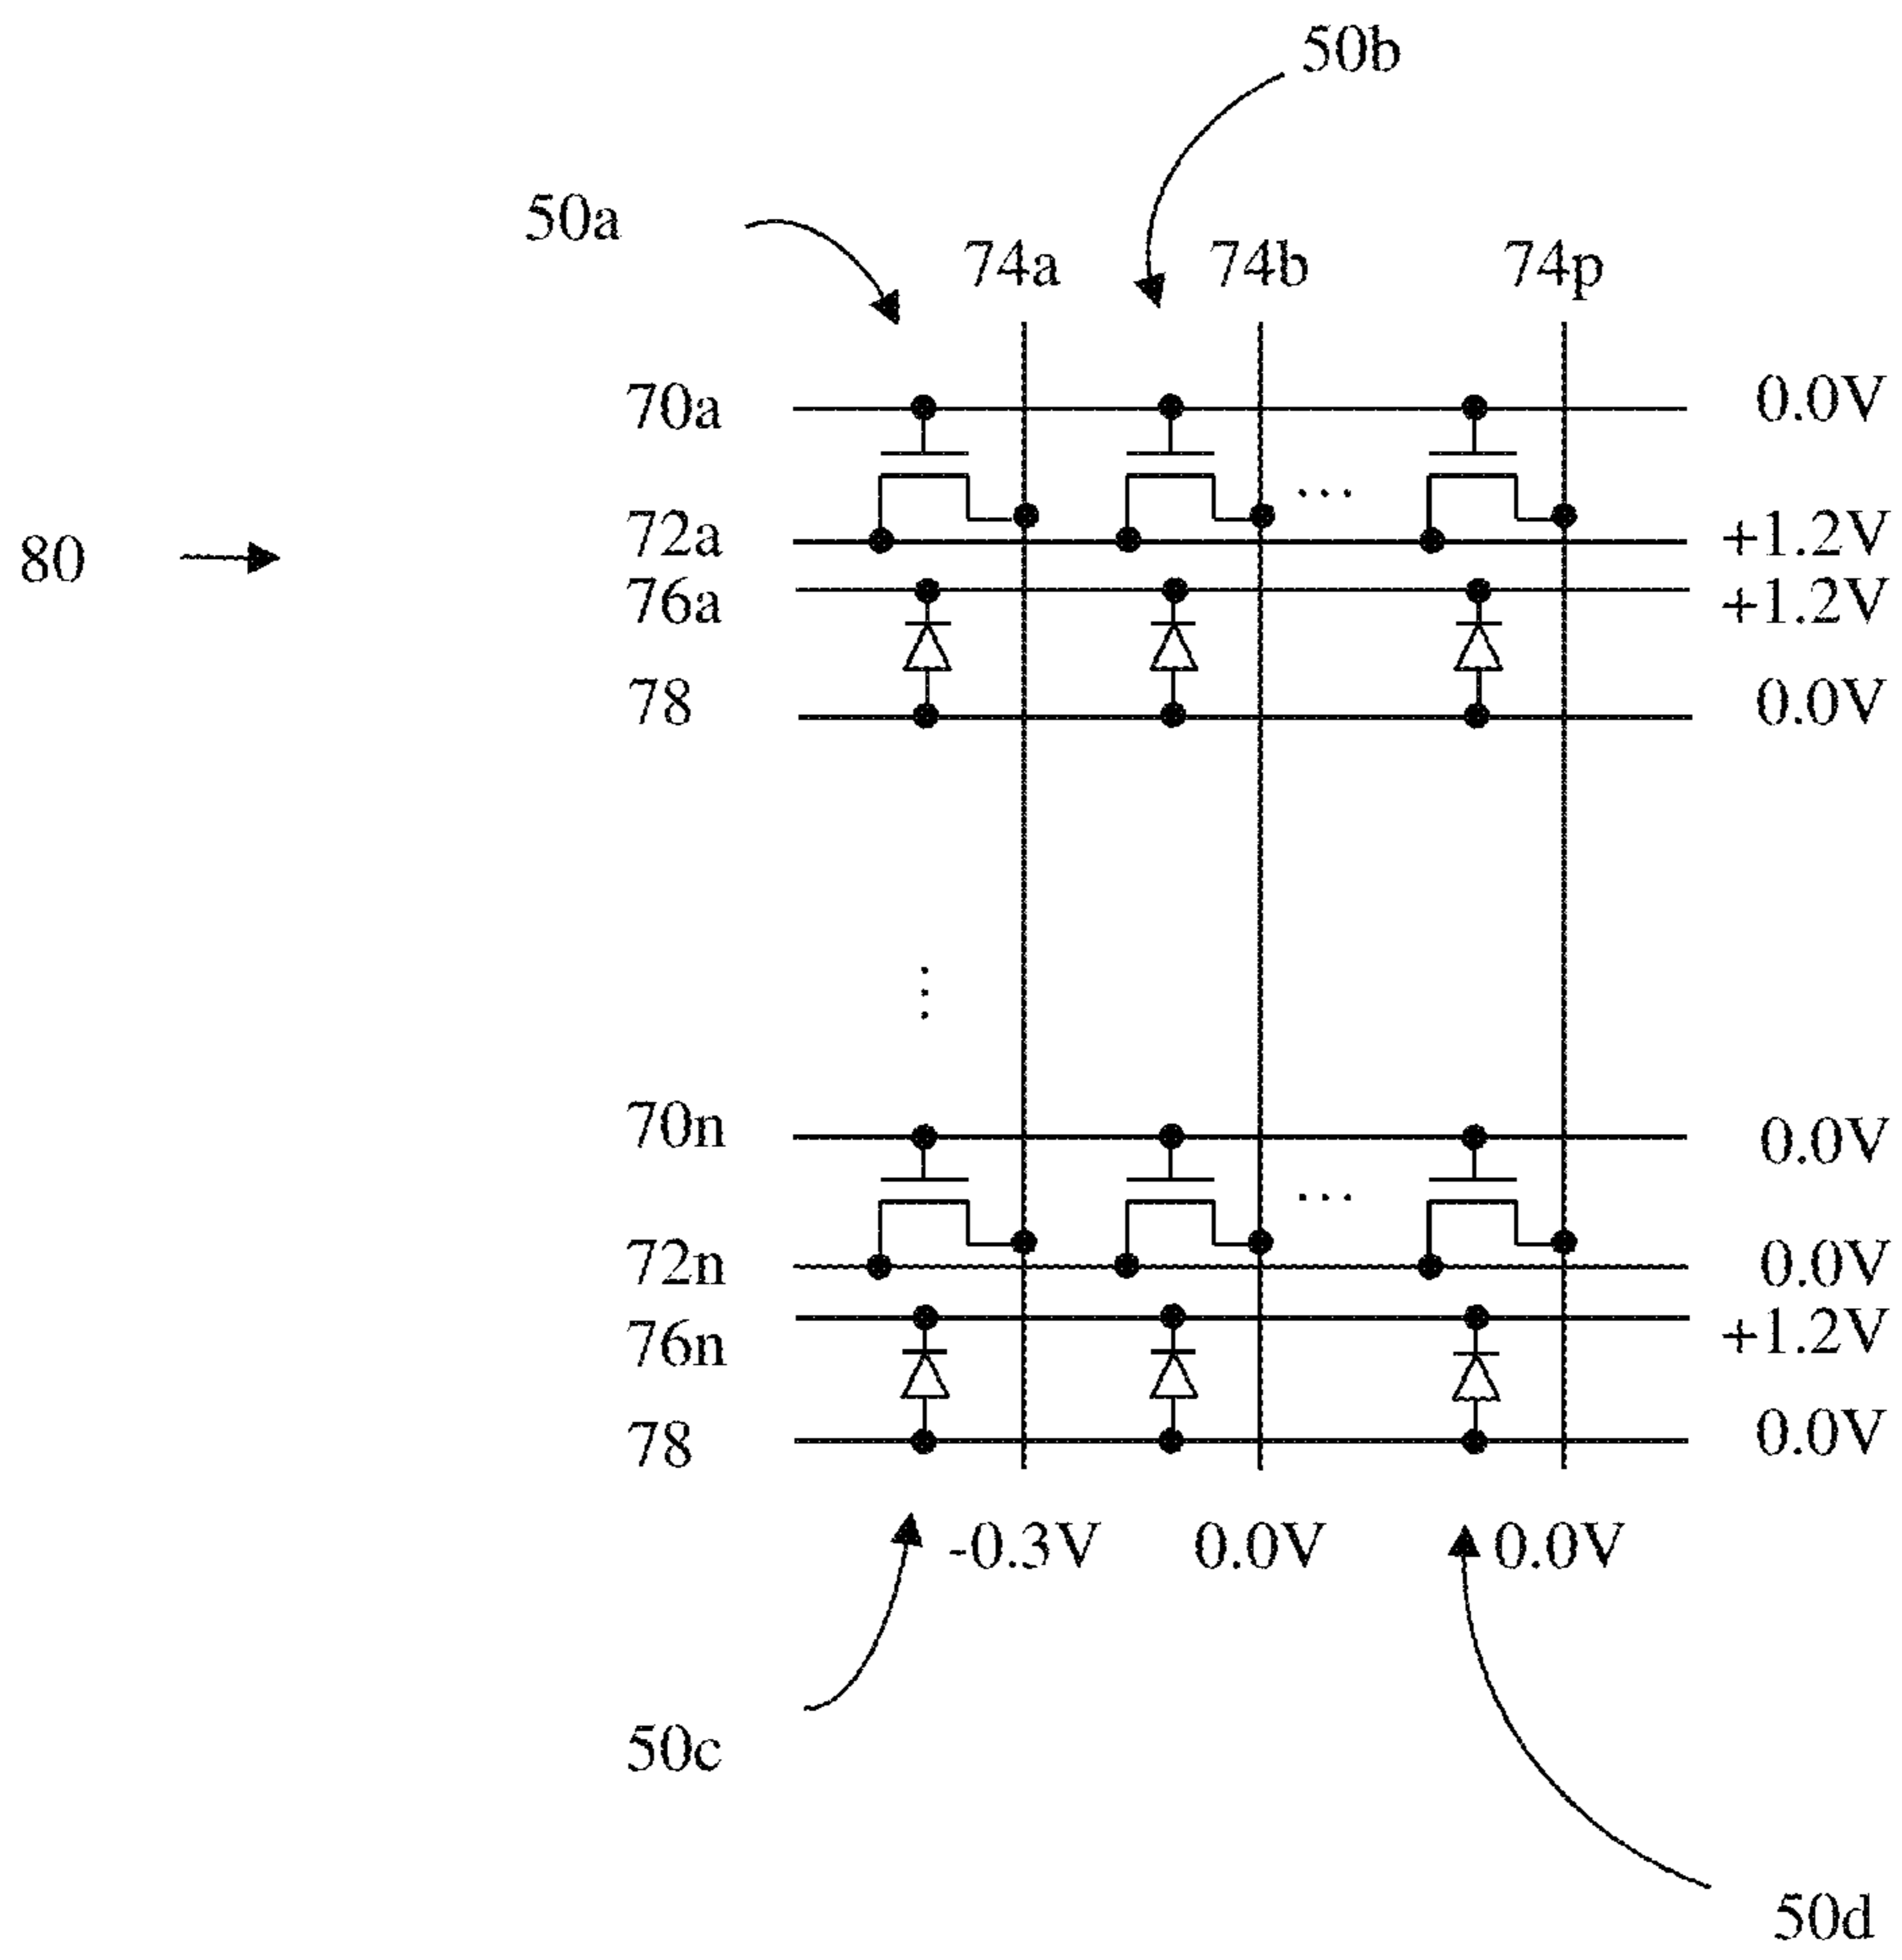 50b
50a
74a 74b 74p
70a 0.0V
...
72a +1.2V
80
76a +1.2V
78 0.0V
...
70n 0.0V
...
72n 0.0V
76n +1.2V
78 0.0V
-0.3V 0.0V 0.0V
50c
50d